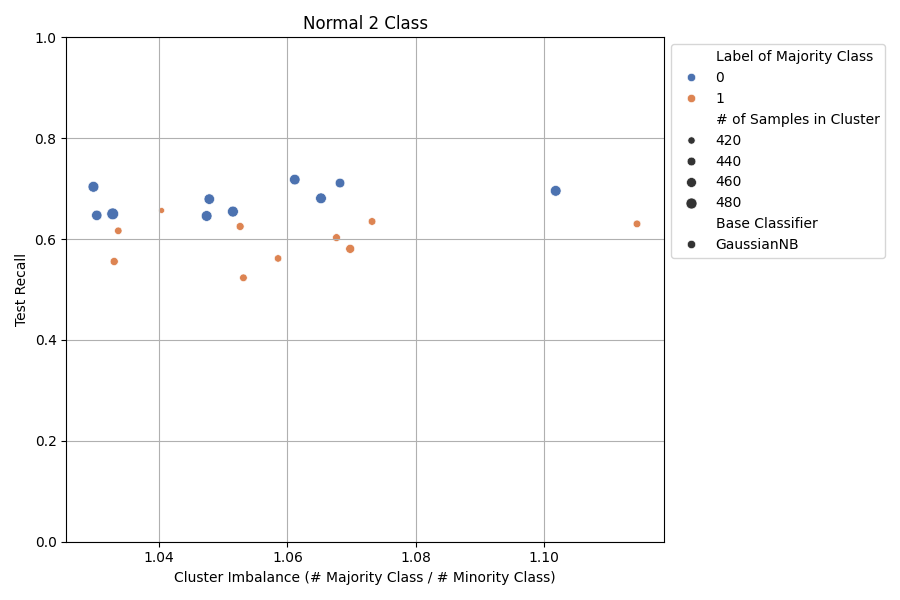 Normal 2 Class
1.0
0.8
0.6
0.4
0.2
0.0
Test Recall
1.04
1.06
1.08
1.10
Cluster Imbalance (# Majority Class / # Minority Class)
Label of Majority Class
0
1
# of Samples in Cluster
420
440
460
480
Base Classifier
GaussianNB